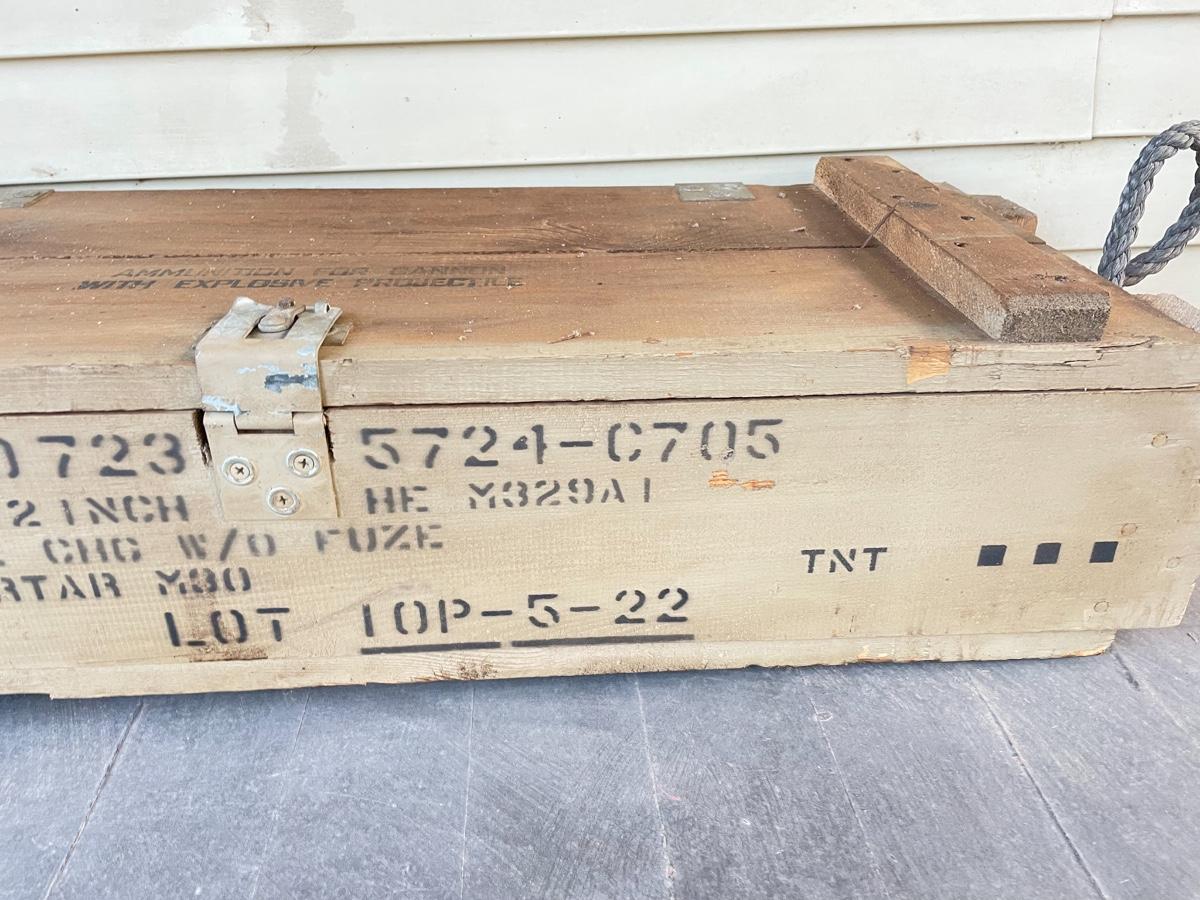 AMMUNITION FOR CANNON
WITH EXPLOSIVE PROJECTILE
0723 5724-C705
2 INCH HE M329A1
CHG W/O FUZE
RTAR M30
TNT
LOT IOP-5-22